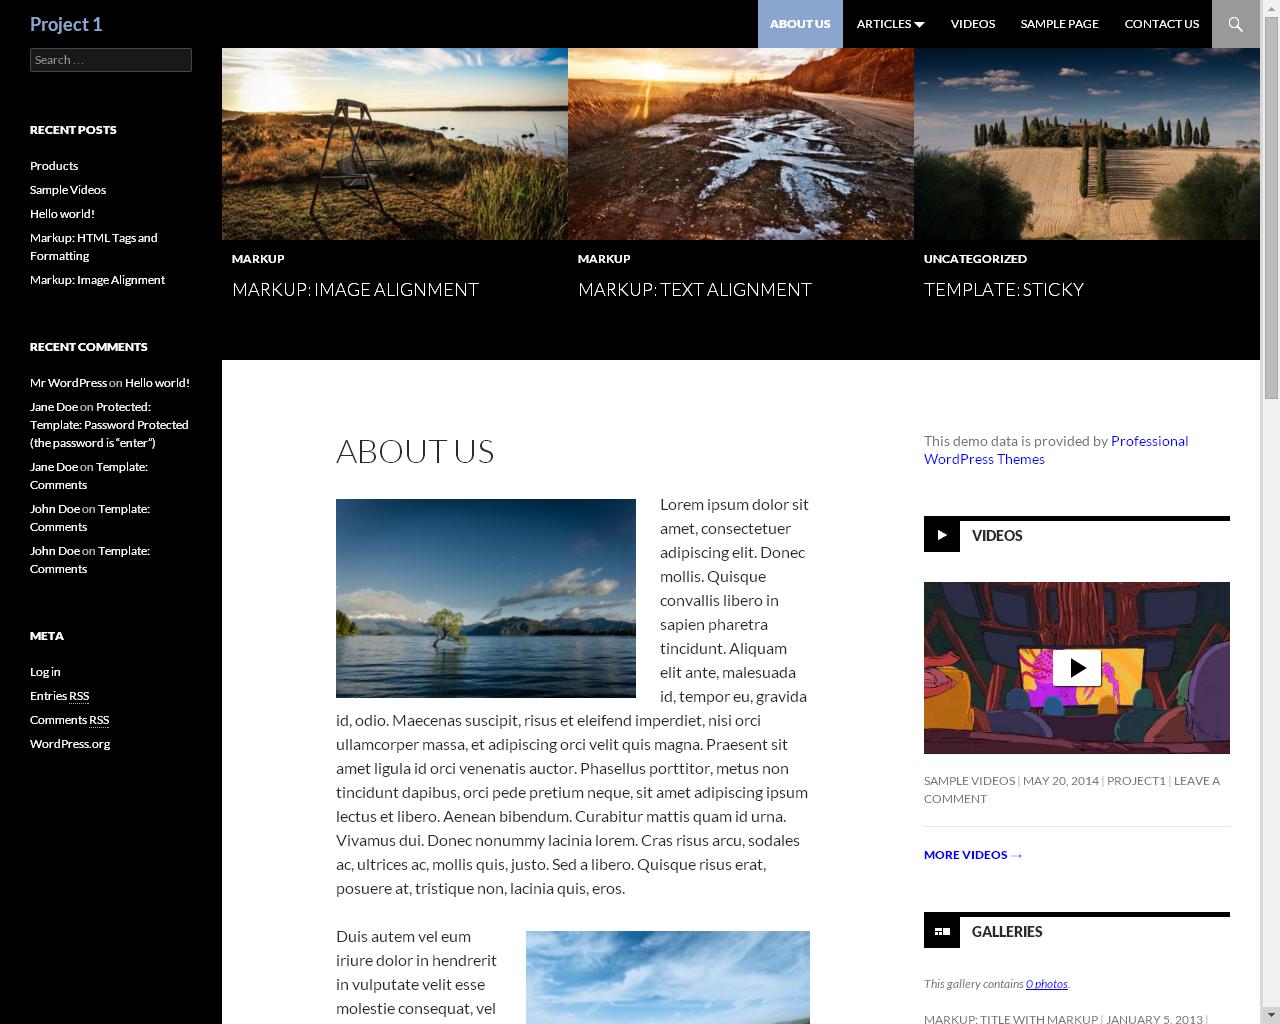 Project 1
ABOUT US
ARTICLES
VIDEOS
SAMPLE PAGE
CONTACT US
Search …
RECENT POSTS
Products
Sample Videos
Hello world!
Markup: HTML Tags and
Formatting
Markup: Image Alignment
RECENT COMMENTS
Mr WordPress on Hello world!
Jane Doe on Protected:
Template: Password Protected
(the password is “enter”)
Jane Doe on Template:
Comments
John Doe on Template:
Comments
John Doe on Template:
Comments
META
Log in
Entries RSS
Comments RSS
WordPress.org
MARKUP
MARKUP: IMAGE ALIGNMENT
MARKUP
MARKUP: TEXT ALIGNMENT
UNCATEGORIZED
TEMPLATE: STICKY
ABOUT US
Lorem ipsum dolor sit
amet, consectetuer
adipiscing elit. Donec
mollis. Quisque
convallis libero in
sapien pharetra
tincidunt. Aliquam
elit ante, malesuada
id, tempor eu, gravida
id, odio. Maecenas suscipit, risus et eleifend imperdiet, nisi orci
ullamcorper massa, et adipiscing orci velit quis magna. Praesent sit
amet ligula id orci venenatis auctor. Phasellus porttitor, metus non
tincidunt dapibus, orci pede pretium neque, sit amet adipiscing ipsum
lectus et libero. Aenean bibendum. Curabitur mattis quam id urna.
Vivamus dui. Donec nonummy lacinia lorem. Cras risus arcu, sodales
ac, ultrices ac, mollis quis, justo. Sed a libero. Quisque risus erat,
posuere at, tristique non, lacinia quis, eros.
Duis autem vel eum
iriure dolor in hendrerit
in vulputate velit esse
molestie consequat, vel
This demo data is provided by Professional
WordPress Themes
VIDEOS
SAMPLE VIDEOS | MAY 20, 2014 | PROJECT1 | LEAVE A
COMMENT
MORE VIDEOS →
GALLERIES
This gallery contains 0 photos.
MARKUP: TITLE WITH MARKUP | JANUARY 5, 2013 |